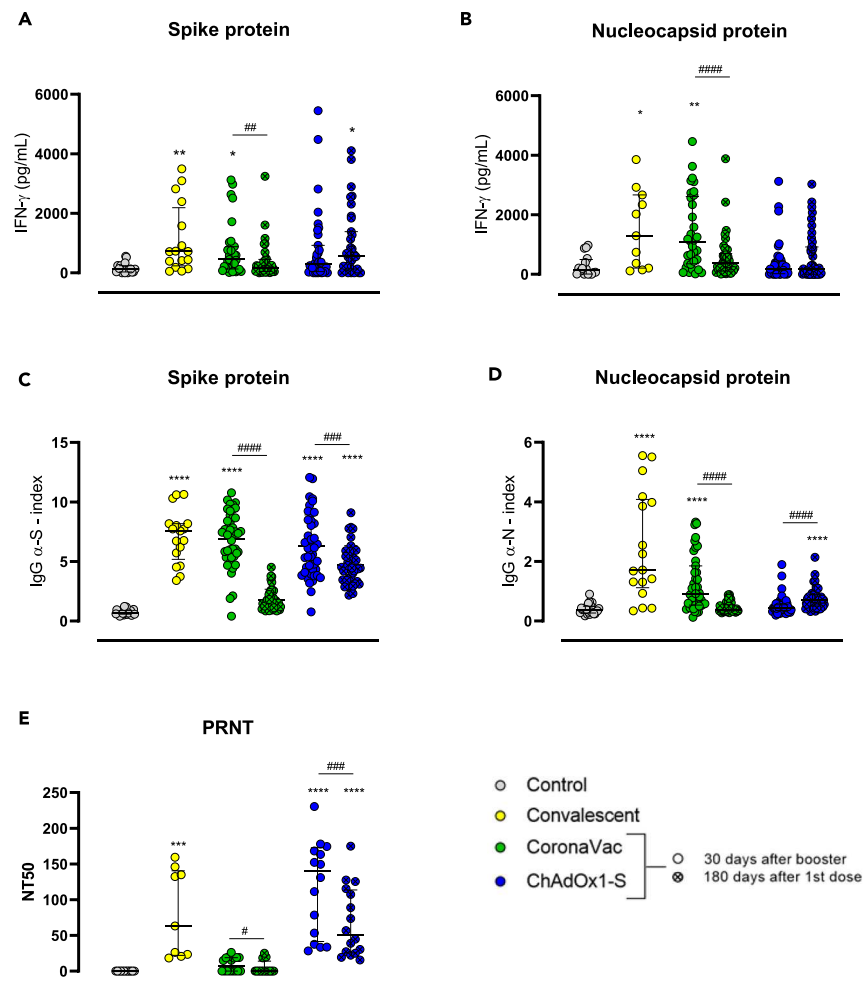 A
Spike protein
IFN-γ (pg/mL)
6000
4000
2000
0
**
*
##
*
B
Nucleocapsid protein
IFN-γ (pg/mL)
6000
4000
2000
0
*
**
####
C
Spike protein
IgG α-S - index
15
10
5
0
****
****
####
****
###
****
D
Nucleocapsid protein
IgG α-N - index
6
4
2
0
****
****
####
####
****
E
PRNT
NT50
250
200
150
100
50
0
***
#
****
###
****
Control
Convalescent
CoronaVac
ChAdOx1-S
30 days after booster
180 days after 1st dose